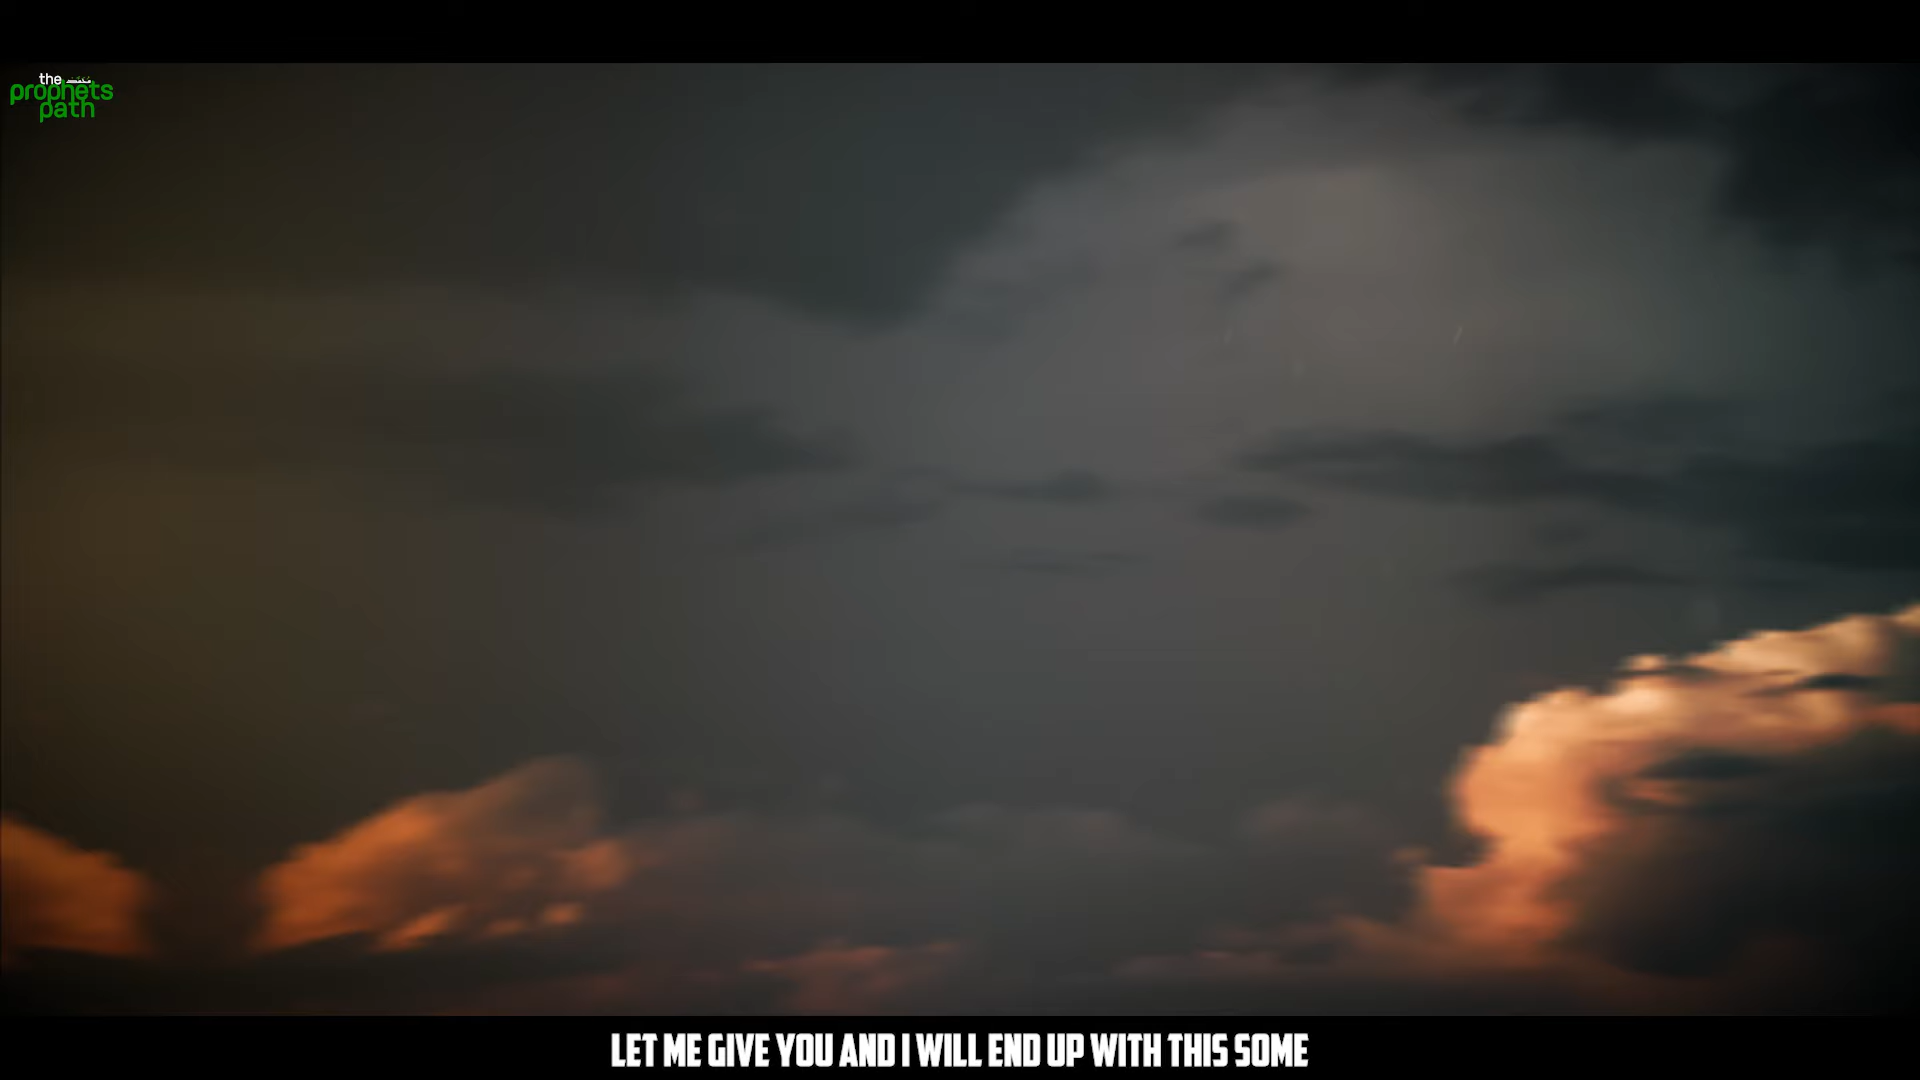 the
prophets
path
LET ME GIVE YOU AND I WILL END UP WITH THIS SOME